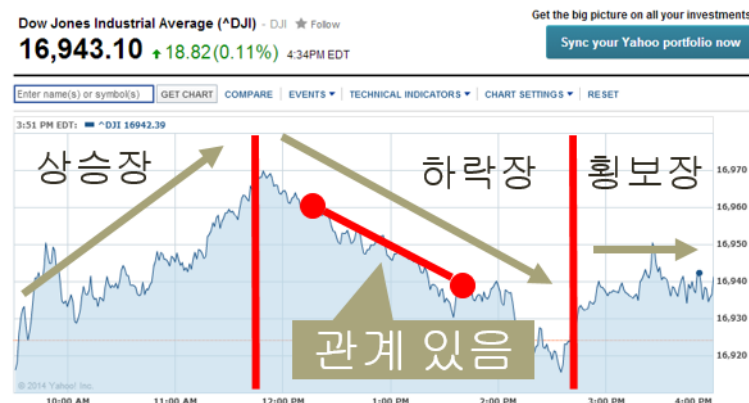 Get the big picture on all your investments
Dow Jones Industrial Average (^DJI) - DJI ★ Follow
16,943.10 ↑ 18.82(0.11%) 4:34PM EDT
Sync your Yahoo portfolio now
Enter name(s) or symbol(s) GET CHART COMPARE EVENTS ▼ TECHNICAL INDICATORS ▼ CHART SETTINGS ▼ RESET
3:51 PM EDT: ^DJI 16942.39
상승장 하락장 횡보장
16,970
16,960
16,950
16,940
16,930
16,920
관계 있음
© 2014 Yahoo! Inc.
10:00 AM 11:00 AM 12:00 PM 1:00 PM 2:00 PM 3:00 PM 4:00 PM